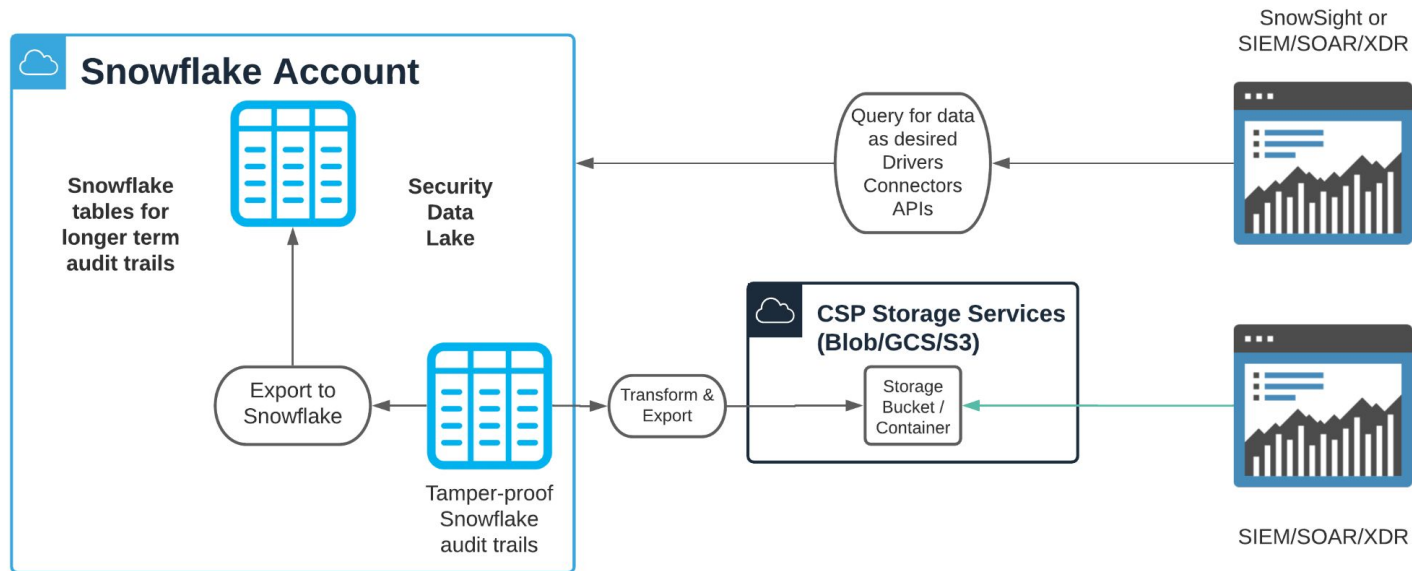 SnowSight or
SIEM/SOAR/XDR
Snowflake Account
Snowflake
tables for
longer term
audit trails
Security
Data
Lake
Query for data
as desired
Drivers
Connectors
APIs
CSP Storage Services
(Blob/GCS/S3)
Export to
Snowflake
Transform &
Export
Storage
Bucket /
Container
Tamper-proof
Snowflake
audit trails
SIEM/SOAR/XDR